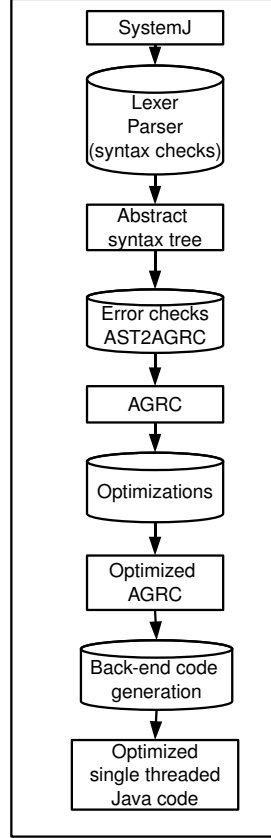 SystemJ
Lexer
Parser
(syntax checks)
Abstract
syntax tree
Error checks
AST2AGRC
AGRC
Optimizations
Optimized
AGRC
Back-end code
generation
Optimized
single threaded
Java code